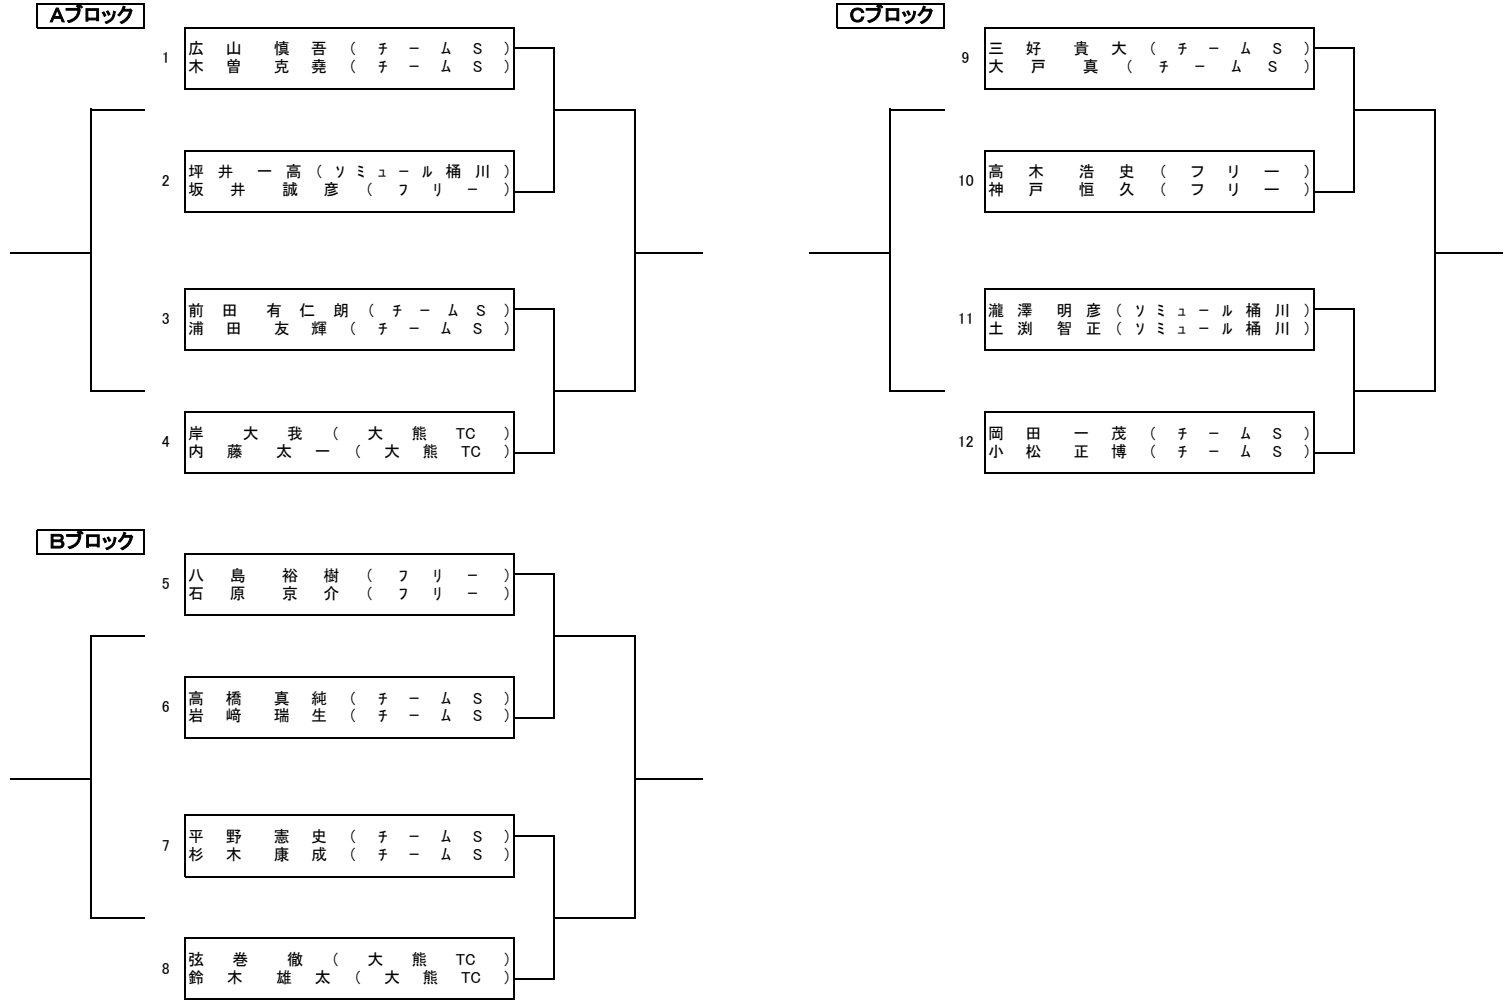 Aブロック
1
広山 慎吾(チームS)
木曽 克堯(チームS)
2
坪井 一高(ソミュール桶川)
坂井 誠彦(フリー)
3
前田 有仁朗(チームS)
浦田 友輝(チームS)
4
岸 大我(大熊TC)
内藤 太一(大熊TC)
Bブロック
5
八島 裕樹(フリー)
石原 京介(フリー)
6
高橋 真純(チームS)
岩﨑 瑞生(チームS)
7
平野 憲史(チームS)
杉木 康成(チームS)
8
弦巻 徹(大熊TC)
鈴木 雄太(大熊TC)
Cブロック
9
三好 貴大(チームS)
大戸 真(チームS)
10
高木 浩史(フリー)
神戸 恒久(フリー)
11
瀧澤 明彦(ソミュール桶川)
土渕 智正(ソミュール桶川)
12
岡田 一茂(チームS)
小松 正博(チームS)